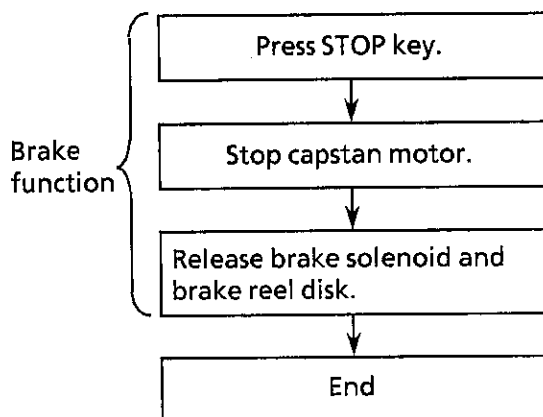 Press STOP key.
Brake
function
Stop capstan motor.
Release brake solenoid and
brake reel disk.
End